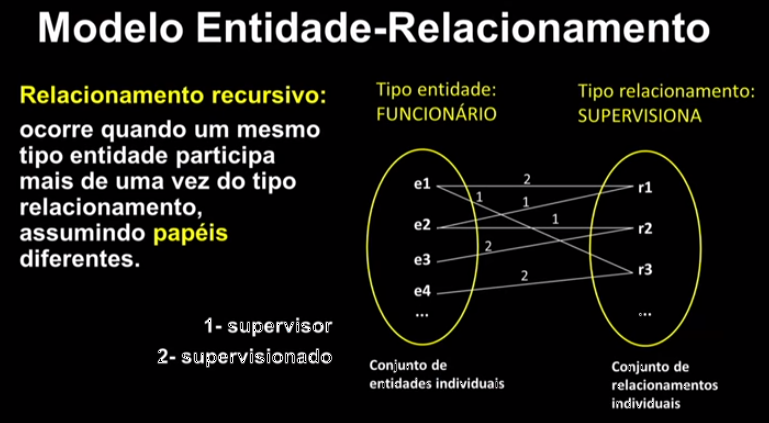 Modelo Entidade-Relacionamento
Relacionamento recursivo:
ocorre quando um mesmo
tipo entidade participa
mais de uma vez do tipo
relacionamento,
assumindo papéis
diferentes.
1- supervisor
2- supervisionado
Tipo entidade:
FUNCIONÁRIO
Tipo relacionamento:
SUPERVISIONA
e1
e2
e3
e4
...
2
1
1
1
2
2
r1
r2
r3
...
Conjunto de
entidades individuais
Conjunto de
relacionamentos
individuais